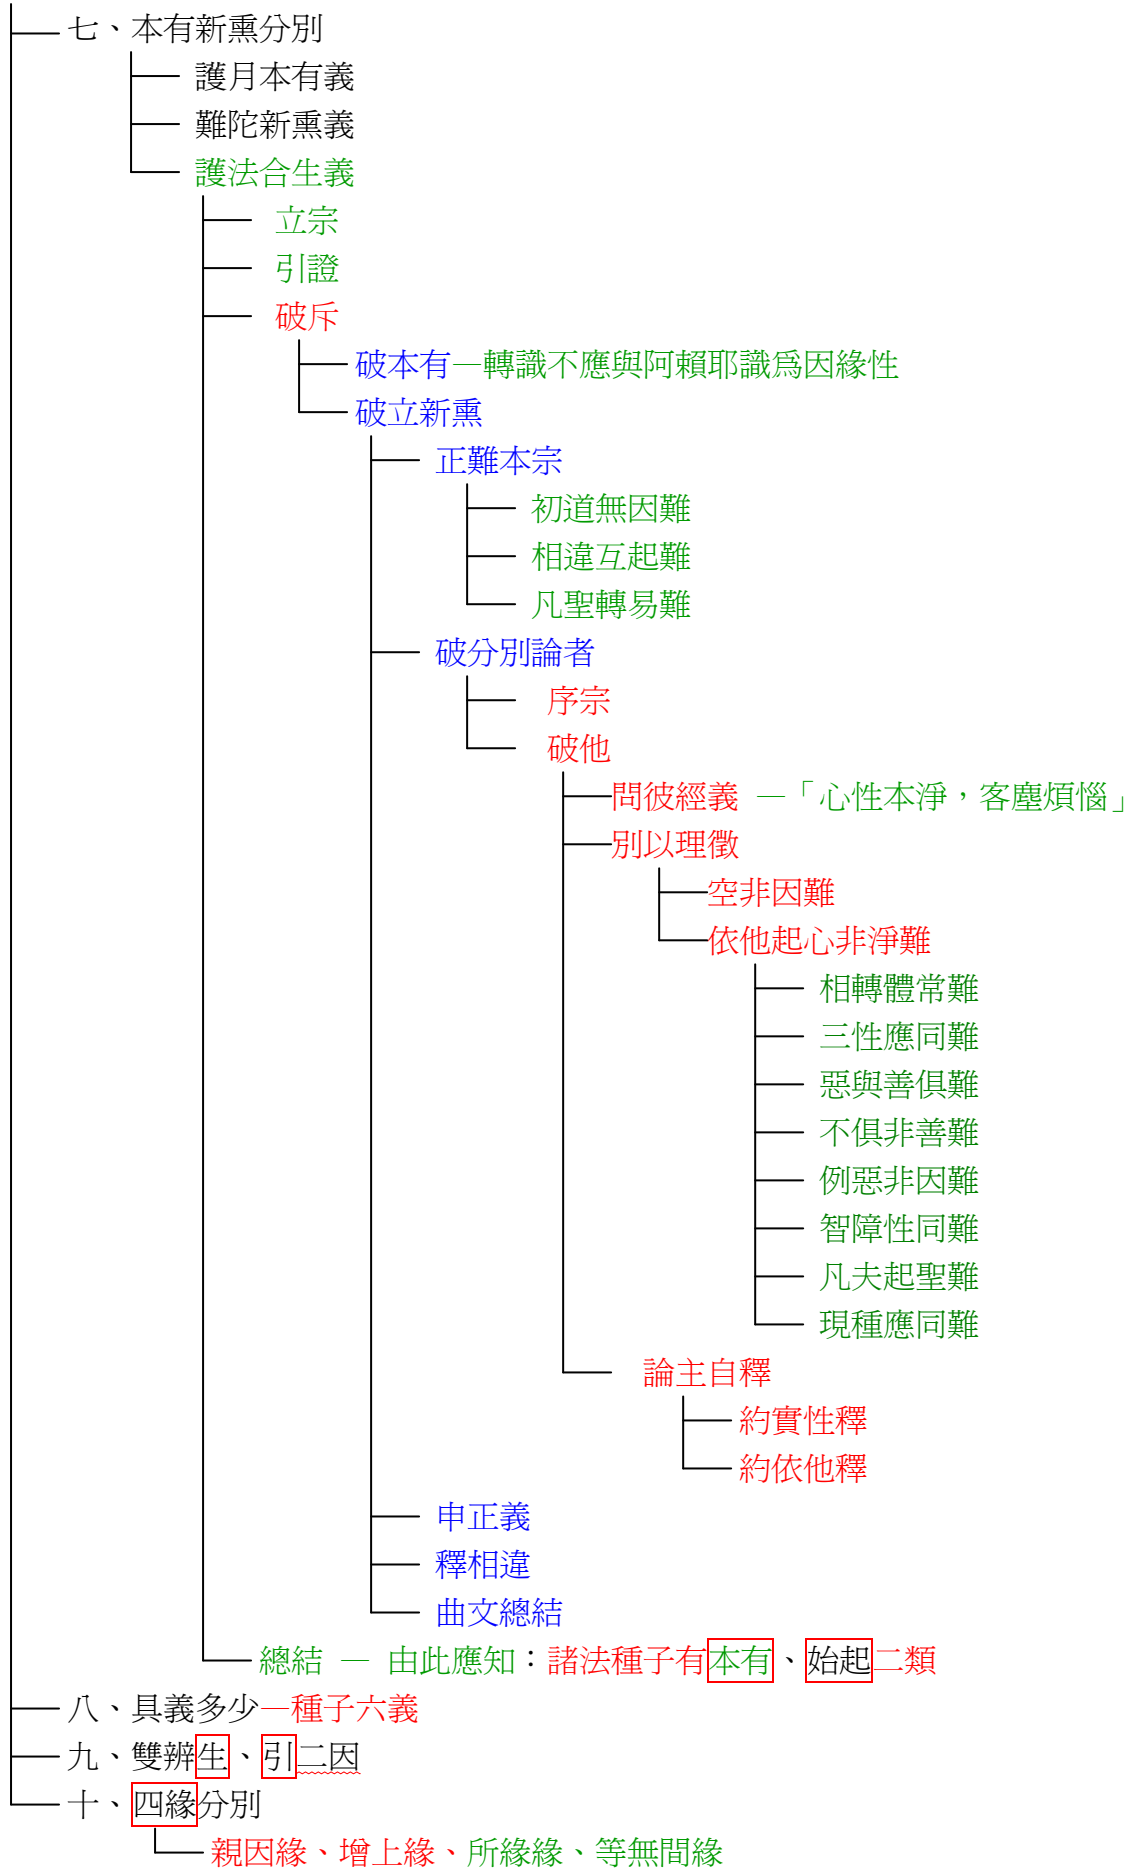 七、本有新熏分別
護月本有義
難陀新熏義
護法合生義
立宗
引證
破斥
破本有—轉識不應與阿賴耶識爲因緣性
破立新熏
正難本宗
初道無因難
相違互起難
凡聖轉易難
破分別論者
序宗
破他
問彼經義 —「心性本淨，客塵煩惱」
別以理徵
空非因難
依他起心非淨難
相轉體常難
三性應同難
惡與善俱難
不俱非善難
例惡非因難
智障性同難
凡夫起聖難
現種應同難
論主自釋
約實性釋
約依他釋
申正義
釋相違
曲文總結
總結 — 由此應知：諸法種子有本有、始起二類
八、具義多少—種子六義
九、雙辨生、引二因
十、四緣分別
親因緣、增上緣、所緣緣、等無間緣